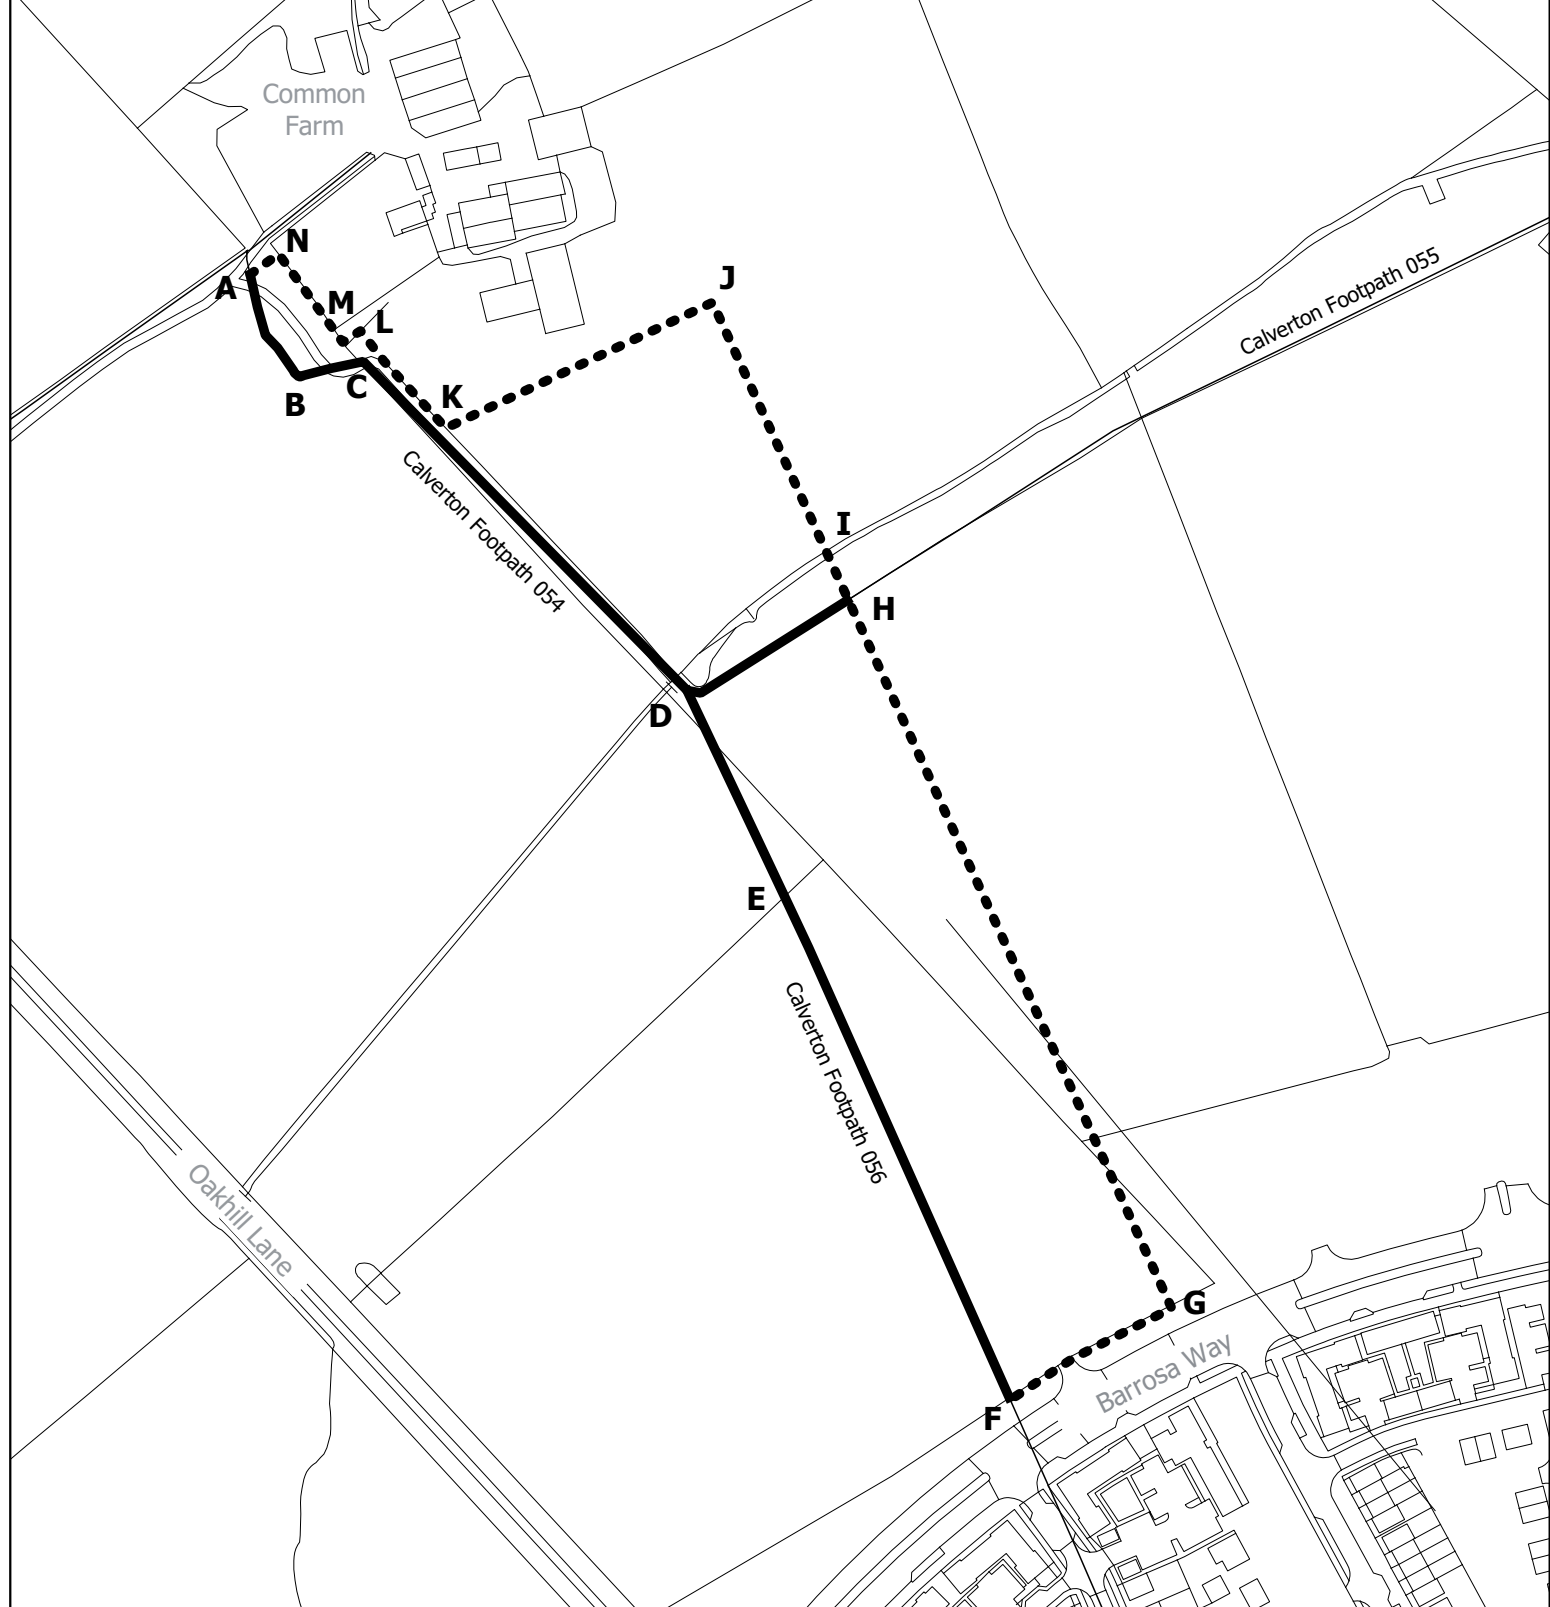 Common
Farm
N
A
M
L
J
Calverton Footpath 055
B
C
K
Calverton Footpath 054
I
H
D
E
Calverton Footpath 056
Oakhill Lane
G
Barrosa Way
F